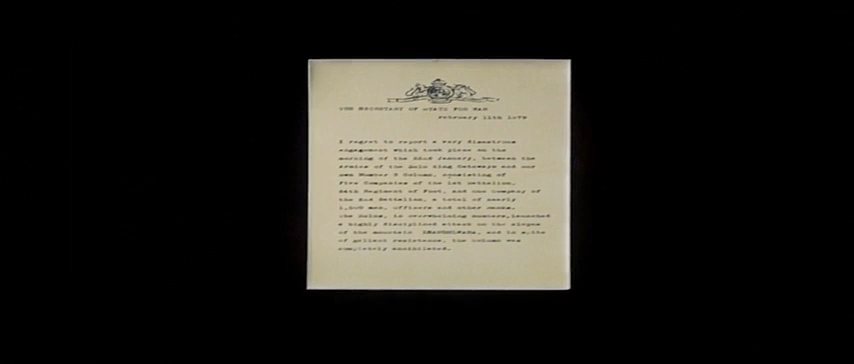 THE SECRETARY OF STATE FOR WAR
February 11th 1879
I regret to report a very disastrous
engagement which took place on the
morning of the 22nd January, between the
Armies of the Zulu King Cetewayo and our
own Number 3 Column, consisting of
Five Companies of the 1st Battalion,
24th Regiment of Foot, and one company of
the 2nd Battalion, a total of nearly
1,500 men, officers and other ranks.
The Zulus, in overwhelming numbers, launched
a highly disciplined attack on the slopes
of the mountain ISANDHLWANA, and in spite
of gallant resistance, the column was
completely annihilated.